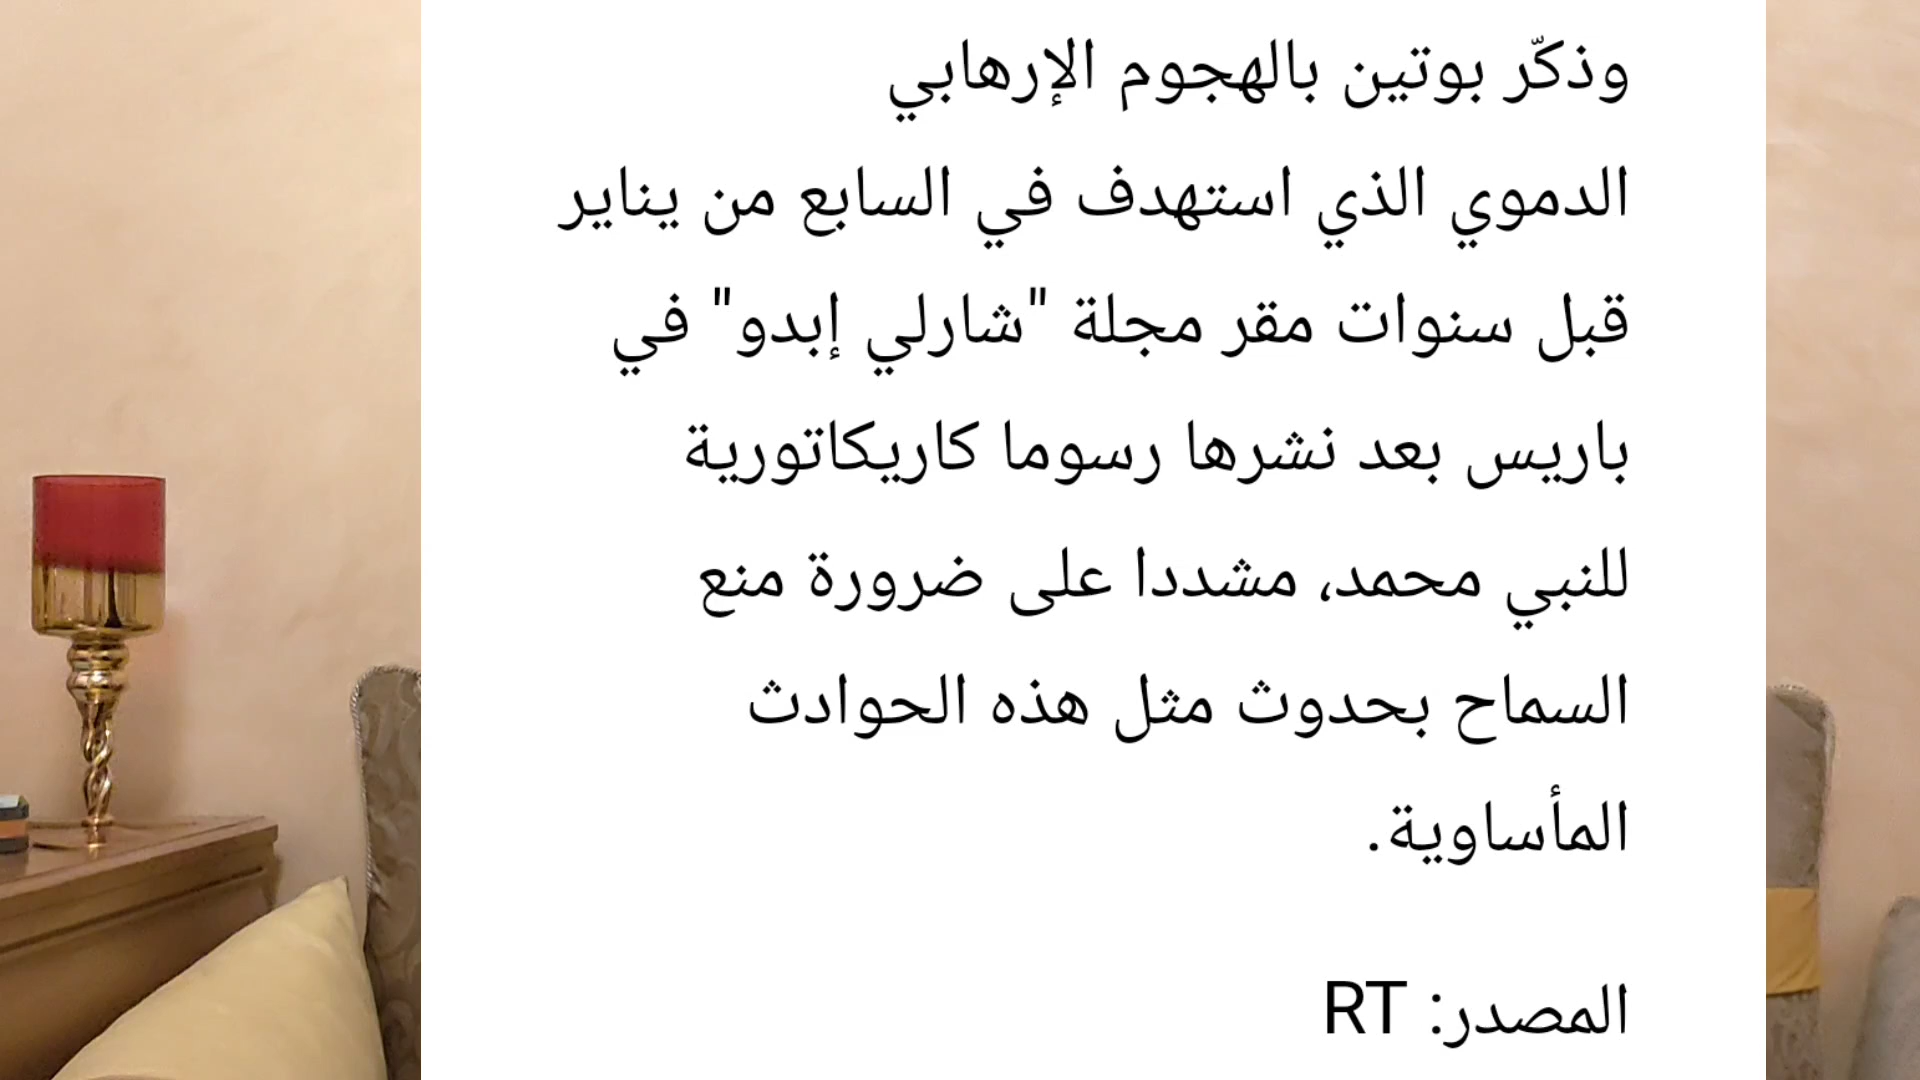 وذكّر بوتين بالهجوم الإرهابي
الدموي الذي استهدف في السابع من يناير
قبل سنوات مقر مجلة "شارلي إبدو" في
باريس بعد نشرها رسوما كاريكاتورية
للنبي محمد، مشددا على ضرورة منع
السماح بحدوث مثل هذه الحوادث
المأساوية.
المصدر: RT